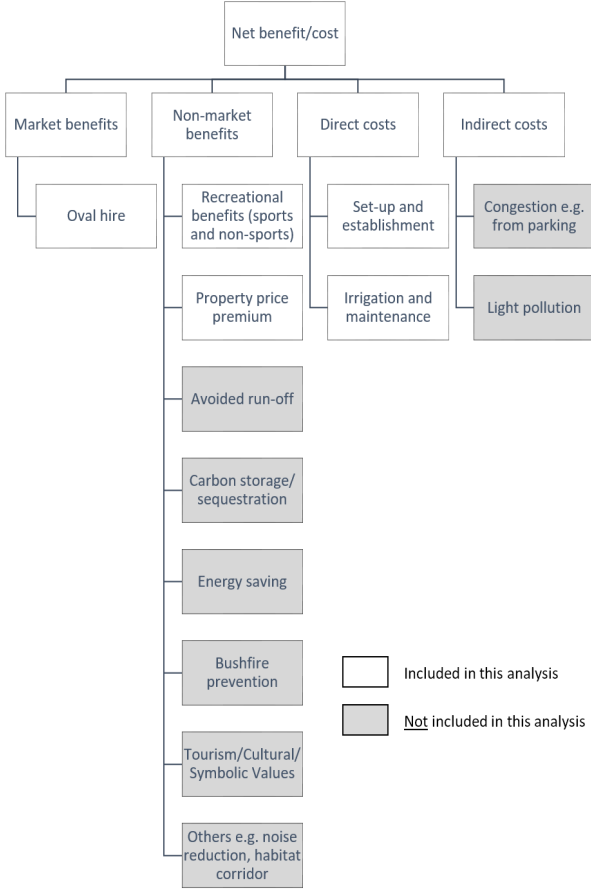 Net benefit/cost
Market benefits
Non-market
benefits
Direct costs
Indirect costs
Oval hire
Recreational
benefits (sports
and non-sports)
Set-up and
establishment
Congestion e.g.
from parking
Property price
premium
Irrigation and
maintenance
Light pollution
Avoided run-off
Carbon storage/
sequestration
Energy saving
Bushfire
prevention
Included in this analysis
Not included in this analysis
Tourism/Cultural/
Symbolic Values
Others e.g. noise
reduction, habitat
corridor